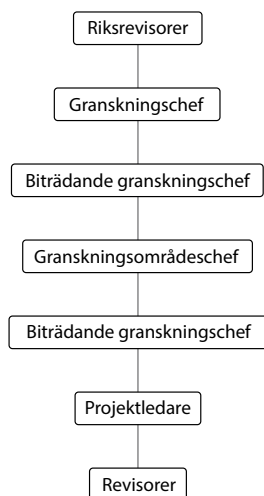 Riksrevisorer
Granskningschef
Biträdande granskningschef
Granskningsområdeschef
Biträdande granskningschef
Projektledare
Revisorer